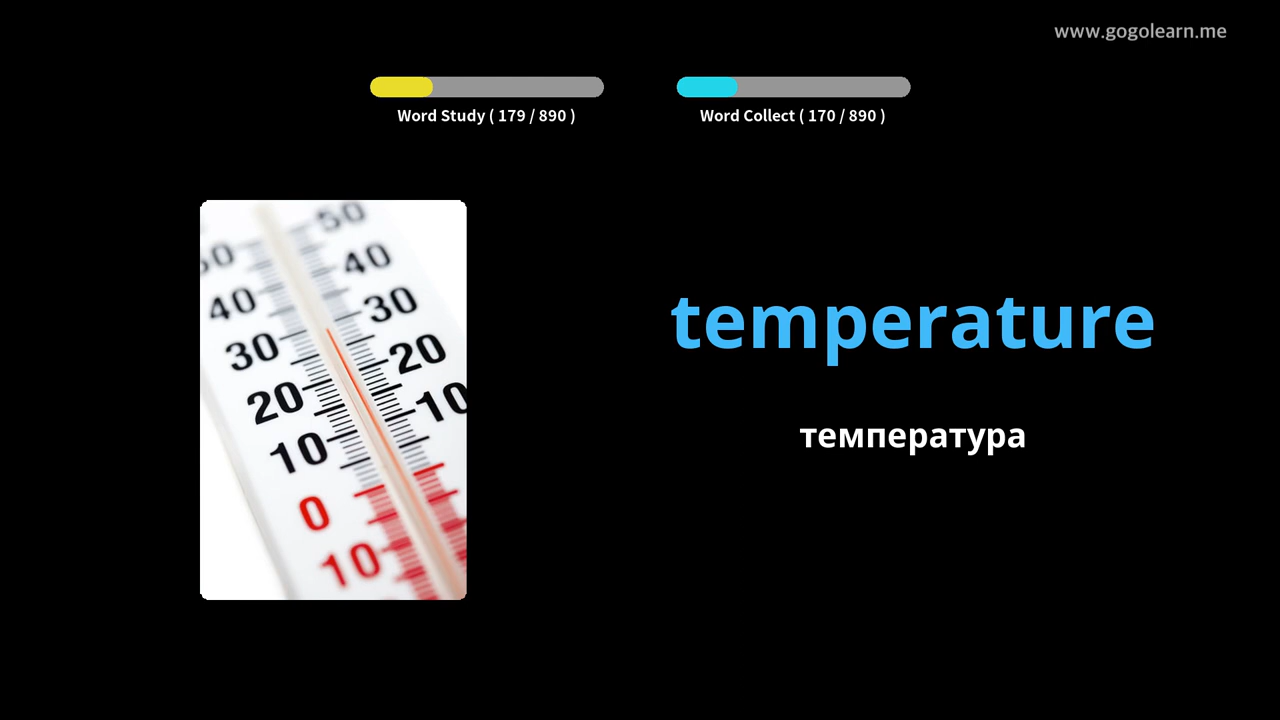 www.gogolearn.me
Word Study ( 179 / 890 )
Word Collect ( 170 / 890 )
50
50
40
40
30
30
20
20
10
10
0
10
temperature
температура